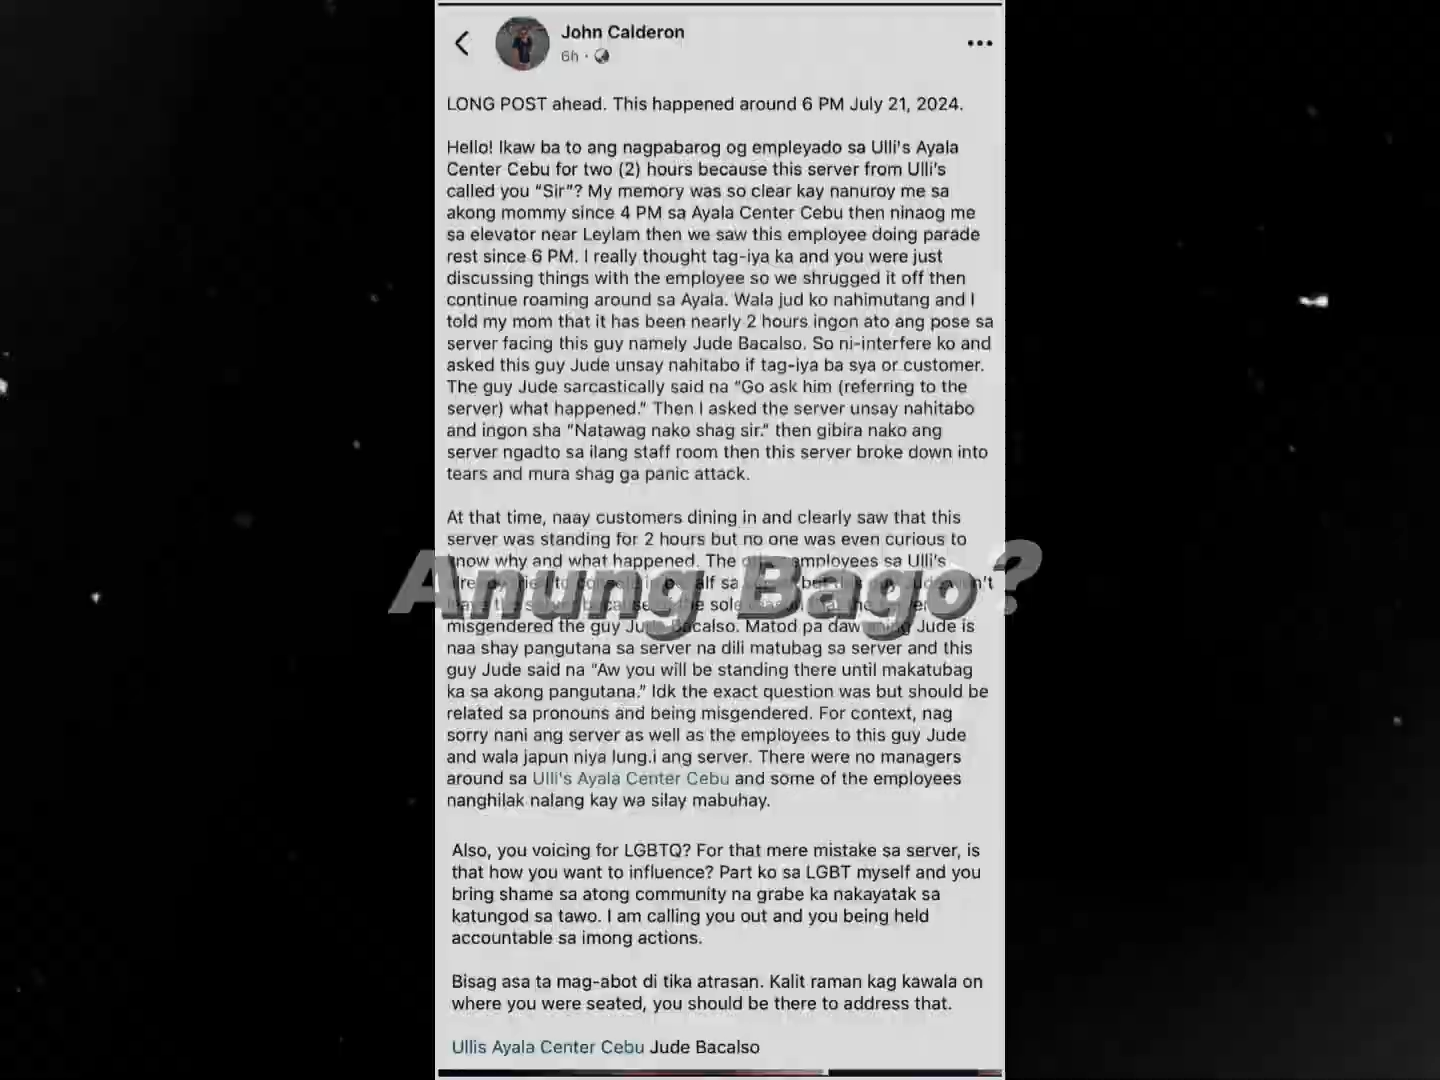 John Calderon
6h ·
LONG POST ahead. This happened around 6 PM July 21, 2024.
Hello! Ikaw ba to ang nagpabarog og empleyado sa Ulli's Ayala
Center Cebu for two (2) hours because this server from Ulli's
called you "Sir"? My memory was so clear kay nanuroy me sa
akong mommy since 4 PM sa Ayala Center Cebu then ninaog me
sa elevator near Leylam then we saw this employee doing parade
rest since 6 PM. I really thought tag-iya ka and you were just
discussing things with the employee so we shrugged it off then
continue roaming around sa Ayala. Wala jud ko nahimutang and I
told my mom that it has been nearly 2 hours ingon ato ang pose sa
server facing this guy namely Jude Bacalso. So ni-interfere ko and
asked this guy Jude unsay nahitabo if tag-iya ba sya or customer.
The guy Jude sarcastically said na "Go ask him (referring to the
server) what happened." Then I asked the server unsay nahitabo
and ingon sha "Natawag nako shag sir." then gibira nako ang
server ngadto sa ilang staff room then this server broke down into
tears and mura shag ga panic attack.
At that time, naay customers dining in and clearly saw that this
server was standing for 2 hours but no one was even curious to
know why and what happened. The employees sa Ulli's
Anung Bago?
the sole
misgendered the guy Bacalso. Matod pa daw Jude is
naa shay pangutana sa server na dili matubag sa server and this
guy Jude said na "Aw you will be standing there until makatubag
ka sa akong pangutana." Idk the exact question was but should be
related sa pronouns and being misgendered. For context, nag
sorry nani ang server as well as the employees to this guy Jude
and wala japun niya lung.i ang server. There were no managers
around sa Ulli's Ayala Center Cebu and some of the employees
nanghilak nalang kay wa silay mabuhay.
Also, you voicing for LGBTQ? For that mere mistake sa server, is
that how you want to influence? Part ko sa LGBT myself and you
bring shame sa atong community na grabe ka nakayatak sa
katungod sa tawo. I am calling you out and you being held
accountable sa imong actions.
Bisag asa ta mag-abot di tika atrasan. Kalit raman kag kawala on
where you were seated, you should be there to address that.
Ullis Ayala Center Cebu Jude Bacalso